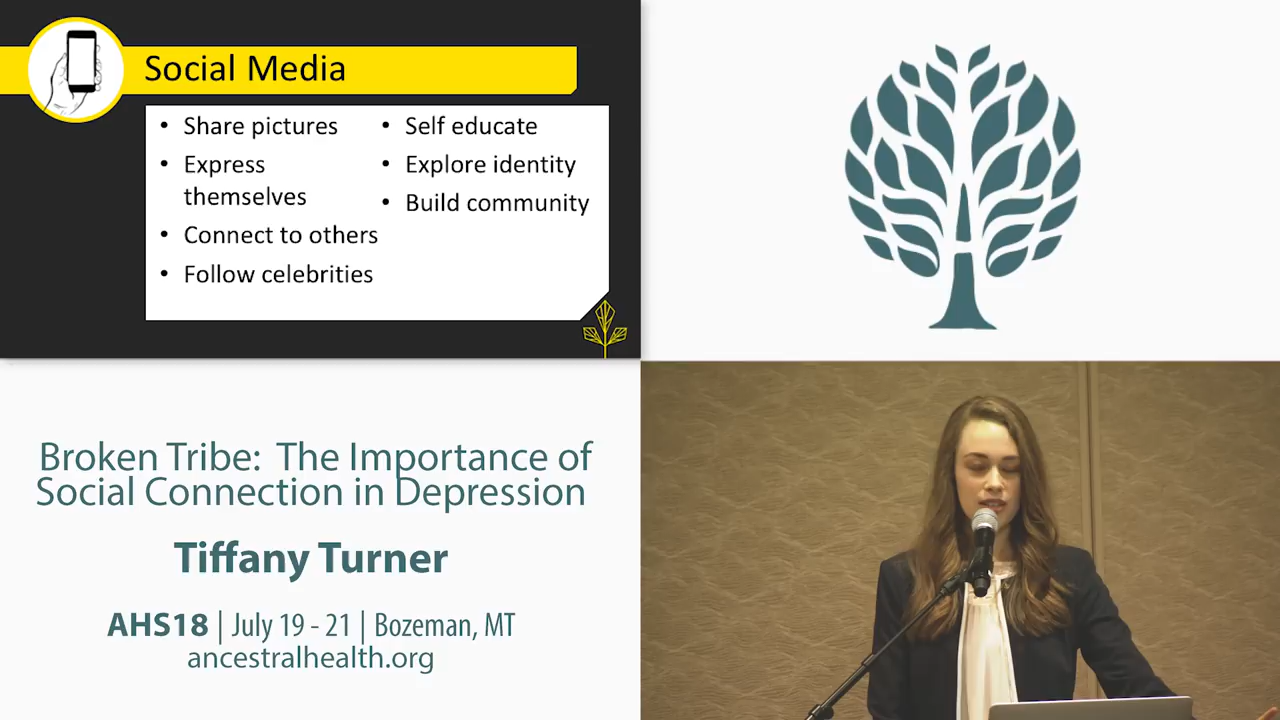 Social Media
• Share pictures
• Express
themselves
• Connect to others
• Follow celebrities
• Self educate
• Explore identity
• Build community
Broken Tribe:  The Importance of
Social Connection in Depression
Tiffany Turner
AHS18 | July 19 - 21 | Bozeman, MT
ancestralhealth.org